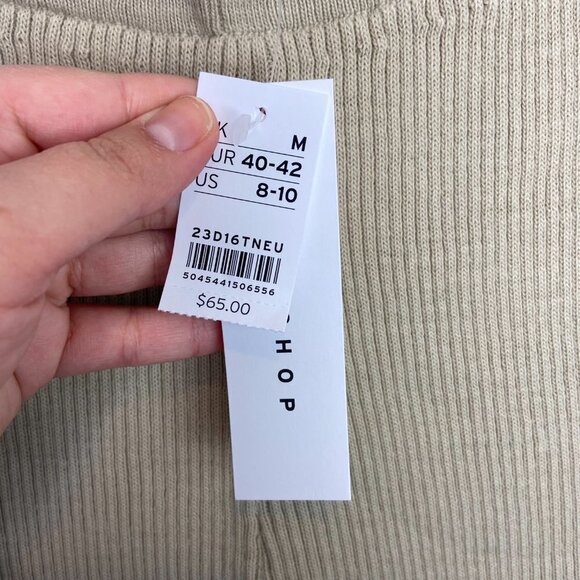 K M
UR 40-42
US 8-10
23D16TNEU
5045441506556
$65.00
HOP